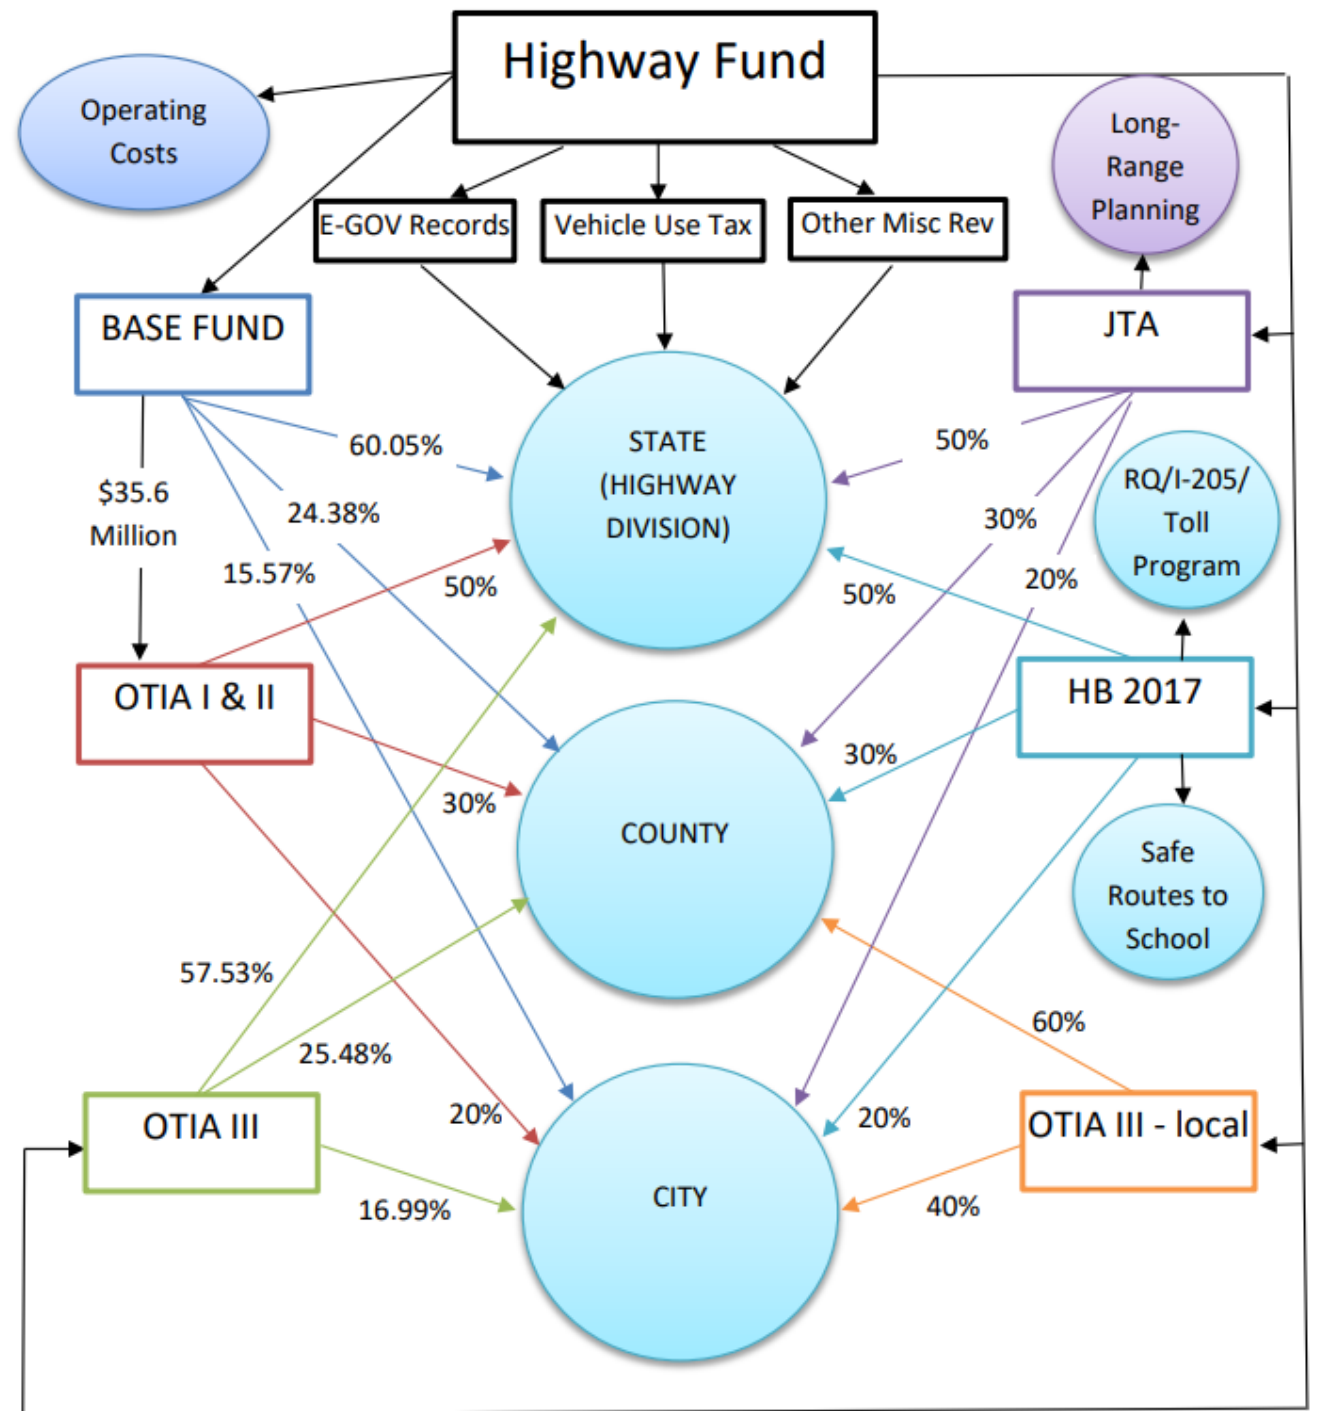 Highway Fund
Operating
Costs
Long-
Range
Planning
E-GOV Records
Vehicle Use Tax
Other Misc Rev
BASE FUND
JTA
STATE
(HIGHWAY
DIVISION)
60.05%
50%
$35.6
Million
24.38%
30%
RQ/I-205/
Toll
Program
15.57%
50%
50%
20%
OTIA I & II
HB 2017
30%
30%
COUNTY
Safe
Routes to
School
57.53%
25.48%
60%
OTIA III
20%
20%
OTIA III - local
16.99%
CITY
40%